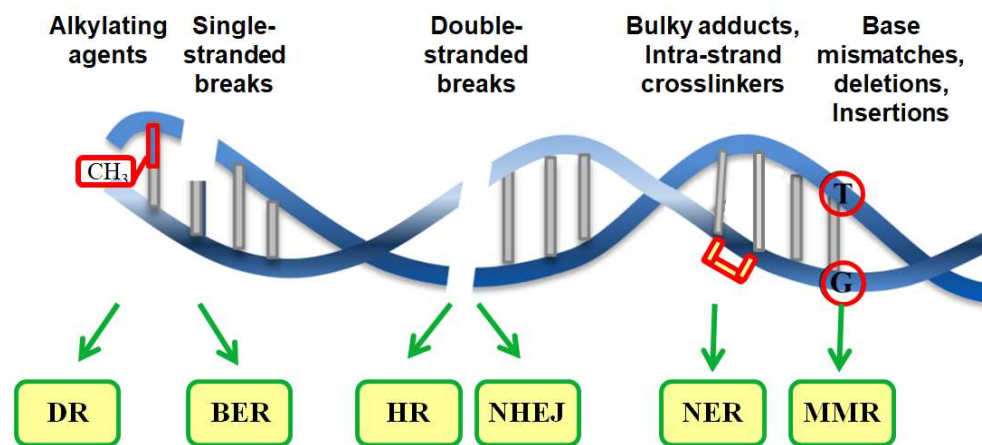 Alkylating
agents
Single-
stranded
breaks
Double-
stranded
breaks
Bulky adducts,
Intra-strand
crosslinkers
Base
mismatches,
deletions,
Insertions
CH₃
T
G
DR
BER
HR
NHEJ
NER
MMR